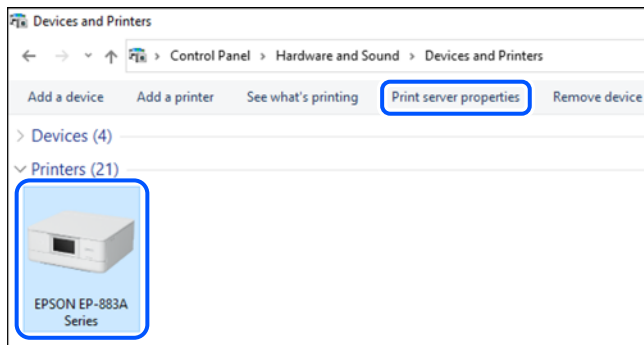 Devices and Printers
Control Panel > Hardware and Sound > Devices and Printers
Add a device Add a printer See what's printing Print server properties Remove device
Devices (4)
Printers (21)
EPSON EP-883A
Series